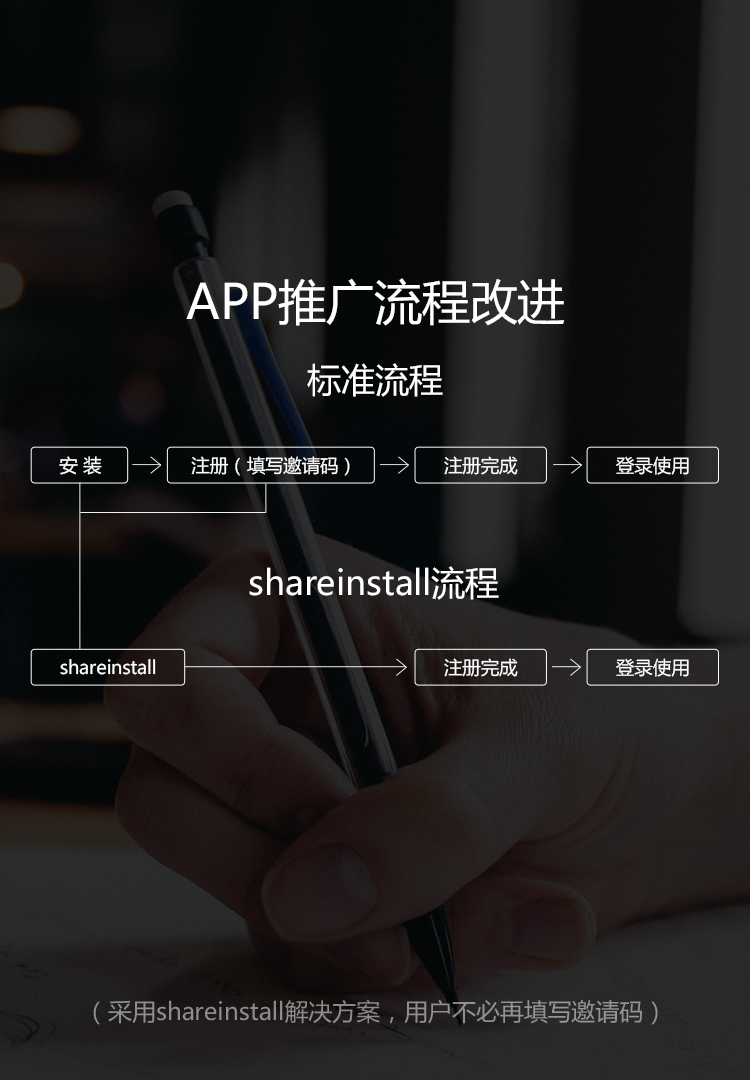 APP推广流程改进
标准流程
安 装
注册（填写邀请码）
注册完成
登录使用
shareinstall流程
shareinstall
注册完成
登录使用
（采用shareinstall解决方案，用户不必再填写邀请码）